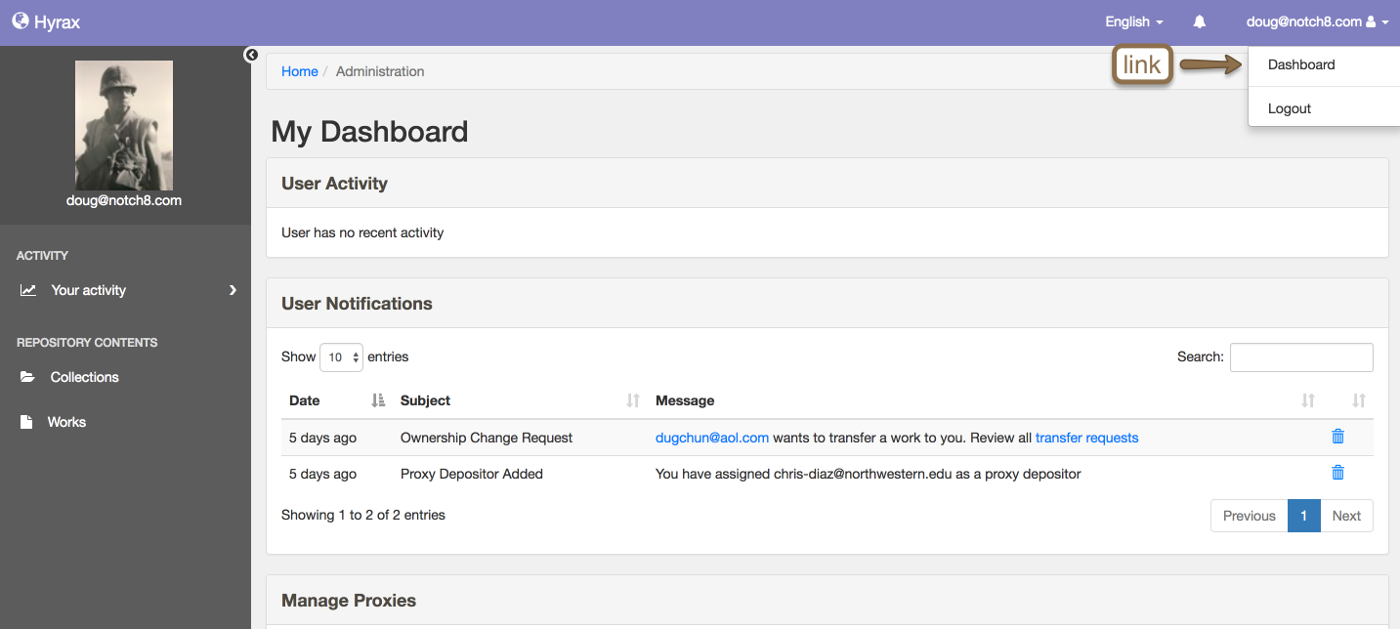 Hyrax
English
doug@notch8.com
link
Dashboard
Logout
doug@notch8.com
ACTIVITY
Your activity
REPOSITORY CONTENTS
Collections
Works
Home / Administration
My Dashboard
User Activity
User has no recent activity
User Notifications
Show 10 entries
Search:
Date Subject Message
5 days ago Ownership Change Request dugchun@aol.com wants to transfer a work to you. Review all transfer requests
5 days ago Proxy Depositor Added You have assigned chris-diaz@northwestern.edu as a proxy depositor
Showing 1 to 2 of 2 entries
Previous 1 Next
Manage Proxies